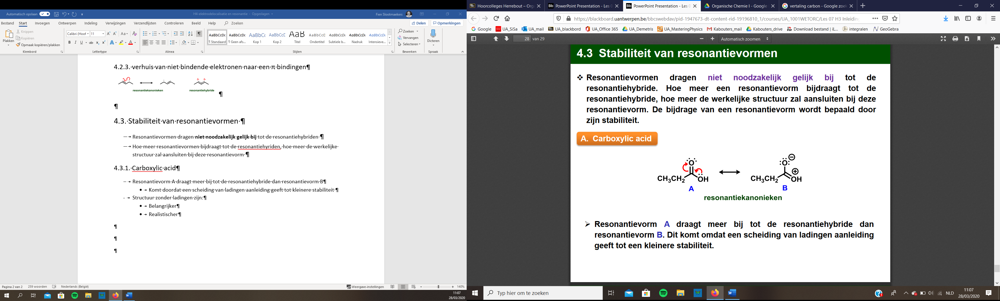 Automatisch opslaan
H4-elektrodelocalisatie en resonantie - Opgeslagen
Fien Slootmaekers
Bestand Start Invoegen Ontwerpen Indeling Verwijzingen Verzendlijsten Controleren Beeld Help Zoeken Delen Opmerkingen
Plakken
Knippen
Kopiëren
Opmaak kopiëren/plakken
Calibri (Hoof 11
AaBbCcDc AaBbCcDc AaBbCc AaBbCcD AaB AaBbCcD AaBbCcDt AaBbCcDt AaBbCcDt
¶ Standaard ¶ Geen afs... Kop 1 Kop 2 Titel Ondertitel Subtiele b... Nadruk Intensieve...
Zoeken
Vervangen
Selecteren
Dicteren
Klembord Lettertype Alinea Stijlen Bewerken Spraak
4.2.3.·verhuis·van·niet·bindende·elektronen·naar·een·π·bindingen¶
resonantiekanonieken resonantiehybride ¶
¶
4.3.·Stabiliteit·van·resonantievormen·¶
Resonantievormen·dragen·niet·noodzakelijk·gelijk·bij·tot·de·resonantiehybriden·¶
Hoe·meer·resonantievormen·bijdraagt·tot·de·resonantiehyriden,·hoe·meer·de·werkelijke·
structuur·zal·aansluiten·bij·deze·resonantievorm·¶
4.3.1.·Carboxylic·acid¶
Resonantievorm·A·draagt·meer·bij·tot·de·resonantiehybride·dan·resonantievorm·B¶
Komt·doordat·een·scheiding·van·ladingen·aanleiding·geeft·tot·kleinere·stabiliteit·¶
Structuur·zonder·ladingen·zijn:¶
Belangrijker¶
Realistischer¶
¶
¶
¶
Pagina 2 van 2 259 woorden Nederlands (België) Weergave-instellingen 140%
11:07
28/03/2020
Hoorcolleges Herrebout – Org PowerPoint Presentation - Les 0 PowerPoint Presentation - Les 0 Organische Chemie I - Google vertaling carbon - Google zoek
https://blackboard.uantwerpen.be/bbcswebdav/pid-1947673-dt-content-rid-19196810_1/courses/UA_1001WETORC/Les 07 H3 Inleiding
Google UA_SiSa UA_mail UA_blackbord UA_Office 365 UA_Demetris UA_MasteringPhysics Kabouters_mail Kabouters_drive Download bestand | iL... integralen GeoGebra
28 van 29 Automatisch zoomen
4.3 Stabiliteit van resonantievormen
Resonantievormen dragen niet noodzakelijk gelijk bij tot de
resonantiehybride. Hoe meer een resonantievorm bijdraagt tot de
resonantiehybride, hoe meer de werkelijke structuur zal aansluiten bij deze
resonantievorm. De bijdrage van een resonantievorm wordt bepaald door
zijn stabiliteit.
A. Carboxylic acid
O O
CH3CH2 OH CH3CH2 OH
A B
resonantiekanonieken
Resonantievorm A draagt meer bij tot de resonantiehybride dan
resonantievorm B. Dit komt omdat een scheiding van ladingen aanleiding
geeft tot een kleinere stabiliteit.
Typ hier om te zoeken
NLD
11:07
28/03/2020